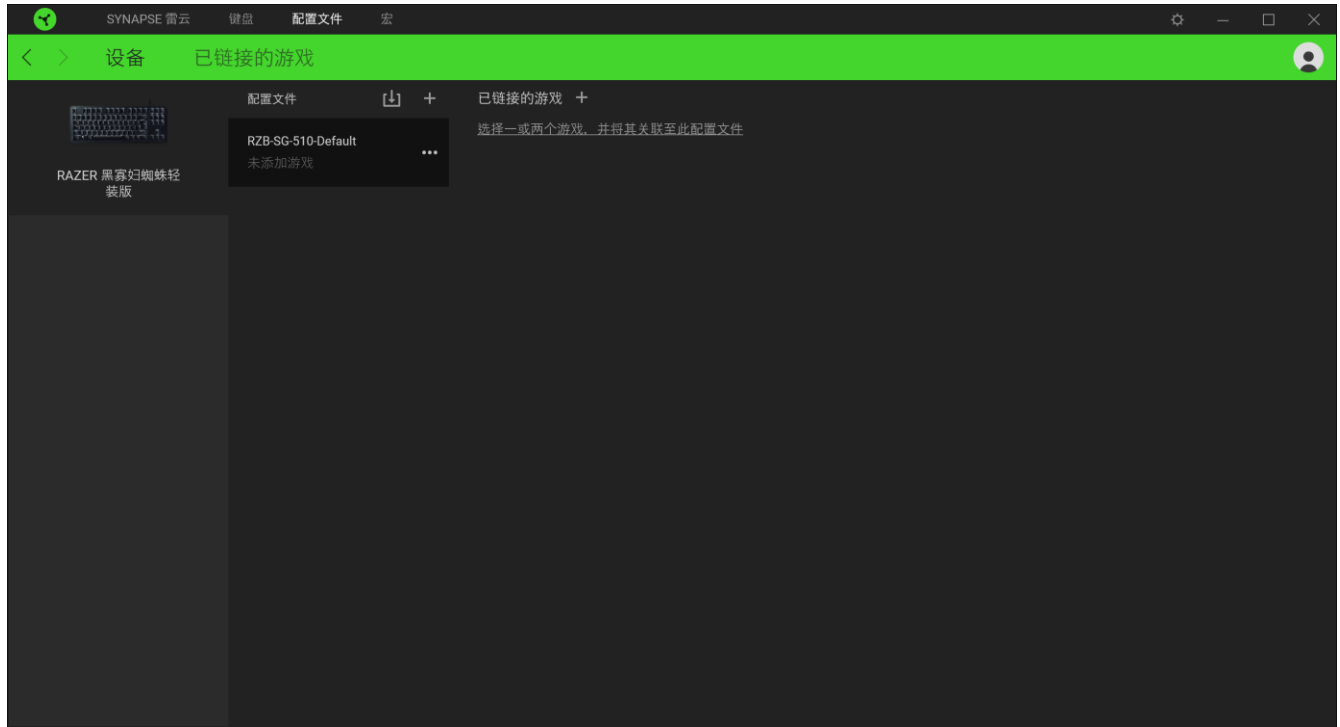 SYNAPSE 雷云 键盘 配置文件 宏
设备 已链接的游戏
RAZER 黑寡妇蜘蛛轻
装版
配置文件
RZB-SG-510-Default
未添加游戏
已链接的游戏
选择一或两个游戏，并将其关联至此配置文件